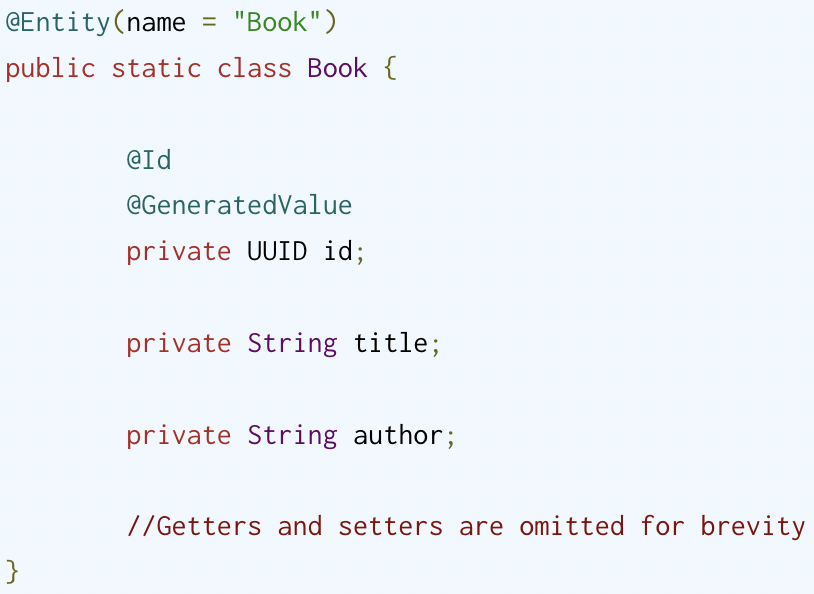 @Entity(name = "Book")
public static class Book {
@Id
@GeneratedValue
private UUID id;
private String title;
private String author;
//Getters and setters are omitted for brevity
}